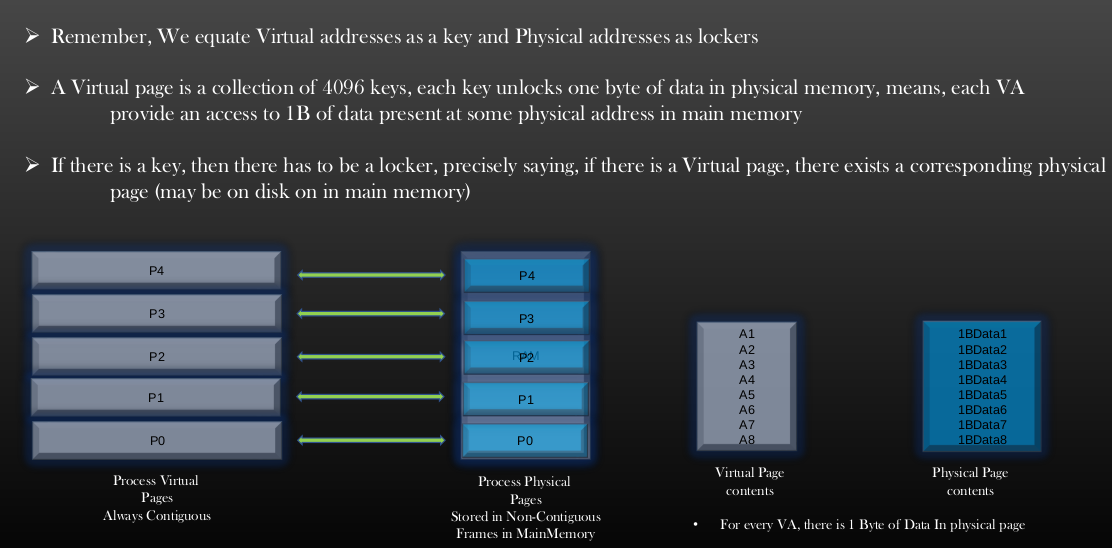 Remember, We equate Virtual addresses as a key and Physical addresses as lockers
A Virtual page is a collection of 4096 keys, each key unlocks one byte of data in physical memory, means, each VA
provide an access to 1B of data present at some physical address in main memory
If there is a key, then there has to be a locker, precisely saying, if there is a Virtual page, there exists a corresponding physical
page (may be on disk on in main memory)
P4
P3
P2
P1
P0
Process Virtual
Pages
Always Contiguous
P4
P3
RAM
P2
P1
P0
Process Physical
Pages
Stored in Non-Contiguous
Frames in MainMemory
A1
A2
A3
A4
A5
A6
A7
A8
Virtual Page
contents
1BData1
1BData2
1BData3
1BData4
1BData5
1BData6
1BData7
1BData8
Physical Page
contents
• For every VA, there is 1 Byte of Data In physical page